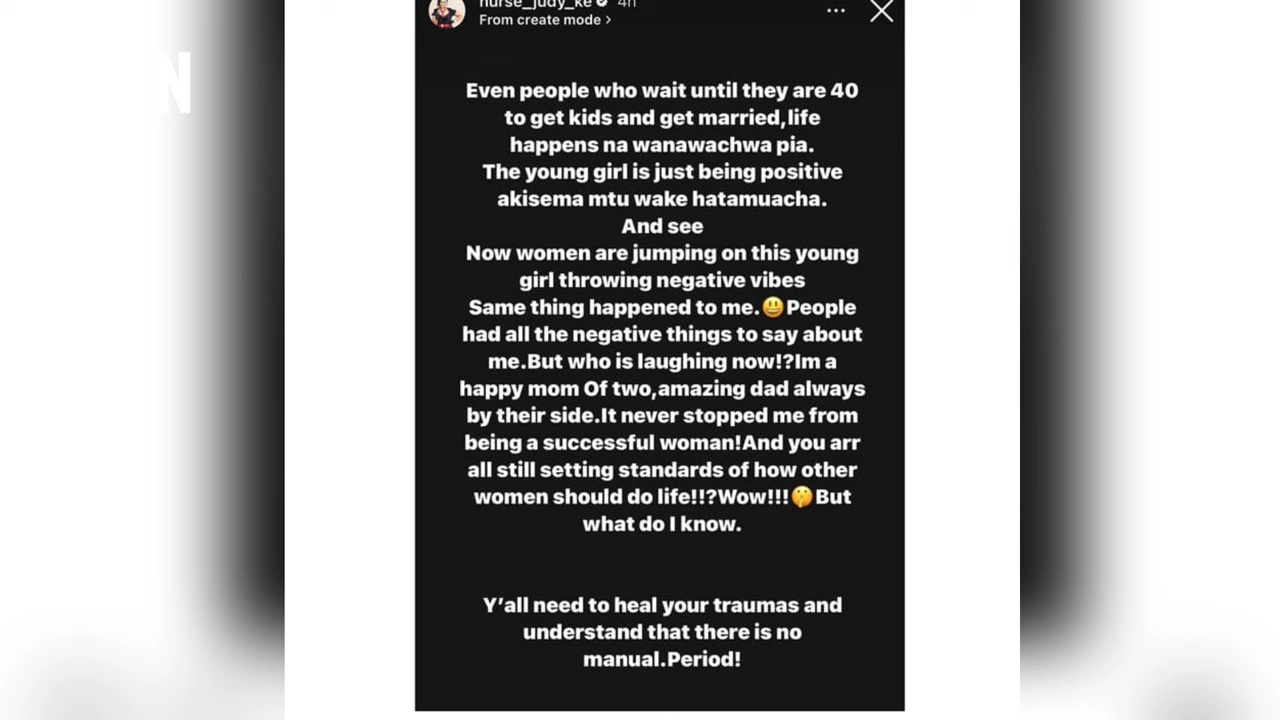 nurse_judy_ke 4h
From create mode >
N
Even people who wait until they are 40
to get kids and get married,life
happens na wanawachwa pia.
The young girl is just being positive
akisema mtu wake hatamuacha.
And see
Now women are jumping on this young
girl throwing negative vibes
Same thing happened to me.😃People
had all the negative things to say about
me.But who is laughing now!?Im a
happy mom Of two,amazing dad always
by their side.It never stopped me from
being a successful woman!And you arr
all still setting standards of how other
women should do life!!?Wow!!!🤫But
what do I know.
Y’all need to heal your traumas and
understand that there is no
manual.Period!